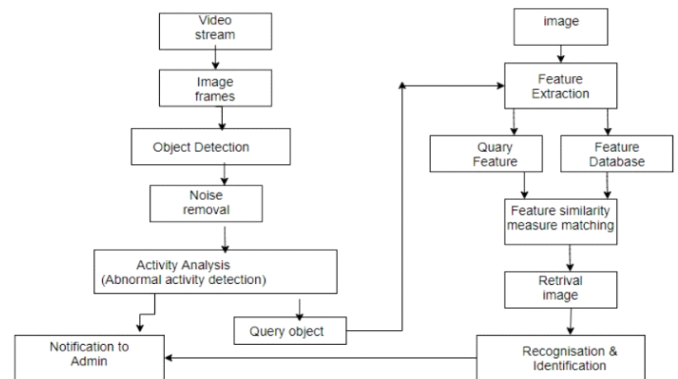 Video
stream
Image
frames
Object Detection
Noise
removal
Activity Analysis
(Abnormal activity detection)
Query object
Notification to
Admin
image
Feature
Extraction
Quary
Feature
Feature
Database
Feature similarity
measure matching
Retrival
image
Recognisation &
Identification